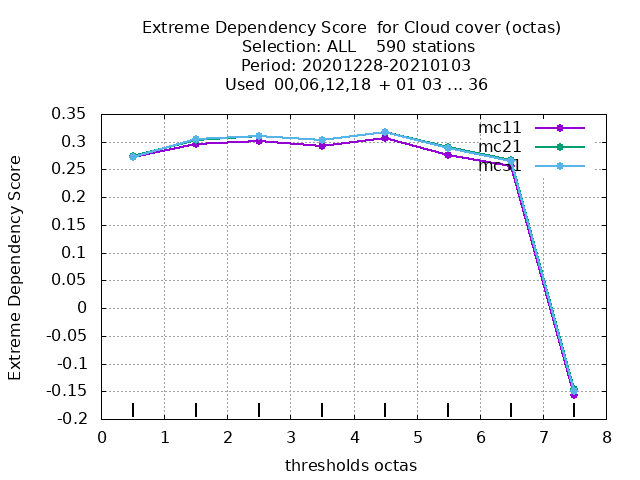 Extreme Dependency Score  for Cloud cover (octas)
Selection: ALL    590 stations
Period: 20201228-20210103
Used  00,06,12,18 + 01 03 ... 36
Extreme Dependency Score
0.35
0.3
0.25
0.2
0.15
0.1
0.05
0
-0.05
-0.1
-0.15
-0.2
mc11
mc21
mc31
0 1 2 3 4 5 6 7 8
thresholds octas